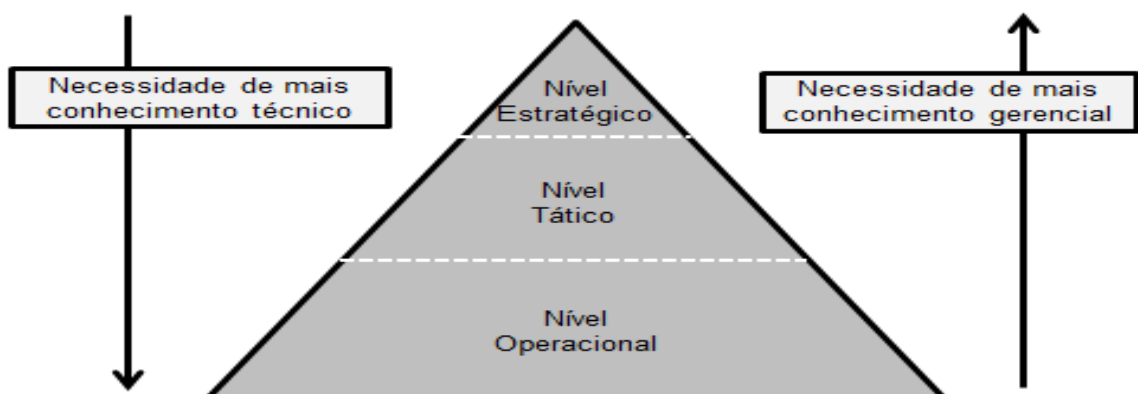 Necessidade de mais
conhecimento técnico
Nível
Estratégico
Necessidade de mais
conhecimento gerencial
Nível
Tático
Nível
Operacional